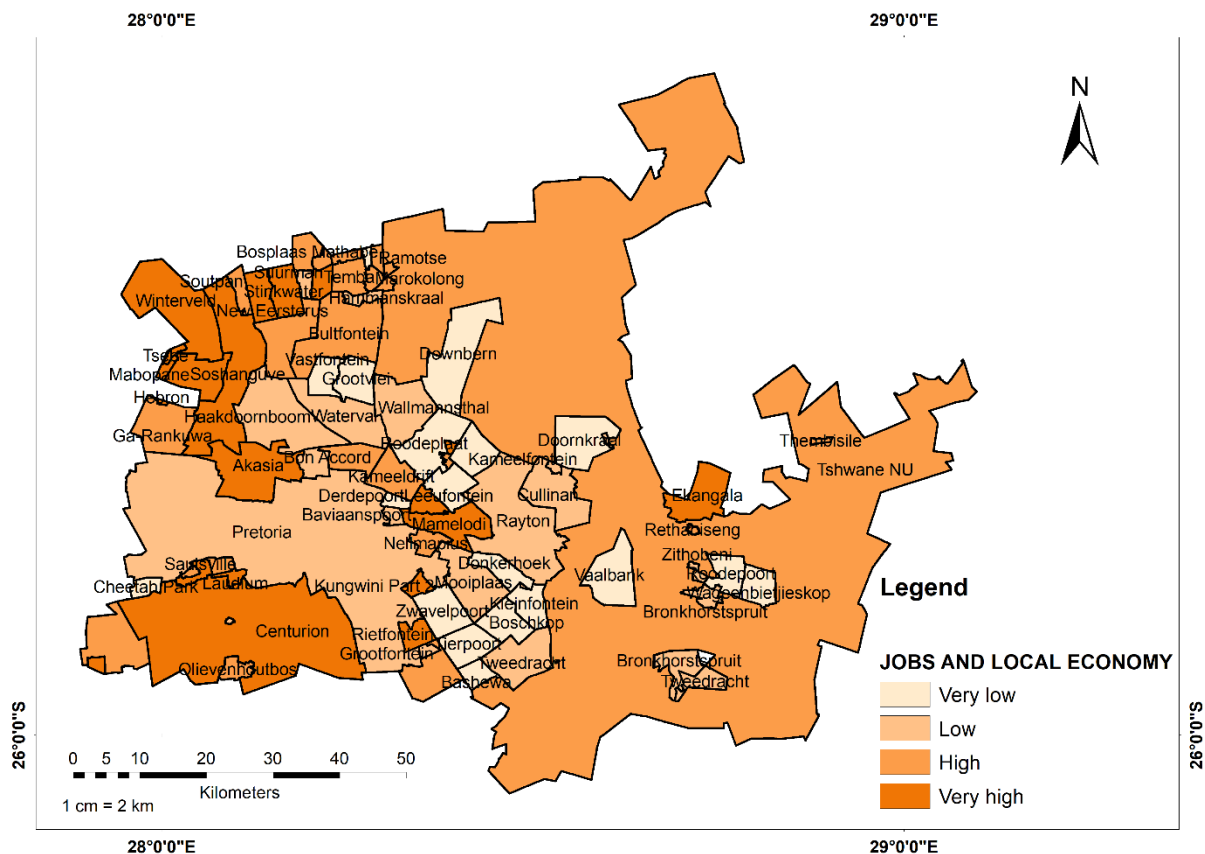 28°0'0"E 29°0'0"E
N
Bosplaas Mathabe
Ramotse
Soutpan Suurman Temba Marokolong
Winterveld Stinkwater Hammanskraal
New Eersterus
Bultfontein
Tsebe Vastfontein Downbern
Mabopane Soshanguve Grootvlei
Hebron
Haakdoornboom Waterval Wallmannsthal
Ga-Rankuwa Roodeplaat Doornkraal Thembisile
Akasia Bon Accord Kameelfontein Tshwane NU
Kameeldrift
Derdepoort Leeufontein Cullinan Ekangala
Baviaanspoort
Pretoria Mamelodi Rayton Rethabiseng
Nellmapius
Saulsville Donkerhoek Zithobeni
Cheetah Park Laudium Kungwini Part Mooiplaas Vaalbank Roodepoort
Wagenbietjieskop
Zwavelpoort Kleinfontein Bronkhorstspruit
Boschkop
Centurion Rietfontein
Tierpoort
Grootfontein Tweedracht Bronkhorstspruit
Olievenhoutbos Bashewa Tweedracht
Legend
JOBS AND LOCAL ECONOMY
Very low
Low
High
Very high
26°0'0"S 26°0'0"S
0 5 10 20 30 40 50
Kilometers
1 cm = 2 km
28°0'0"E 29°0'0"E